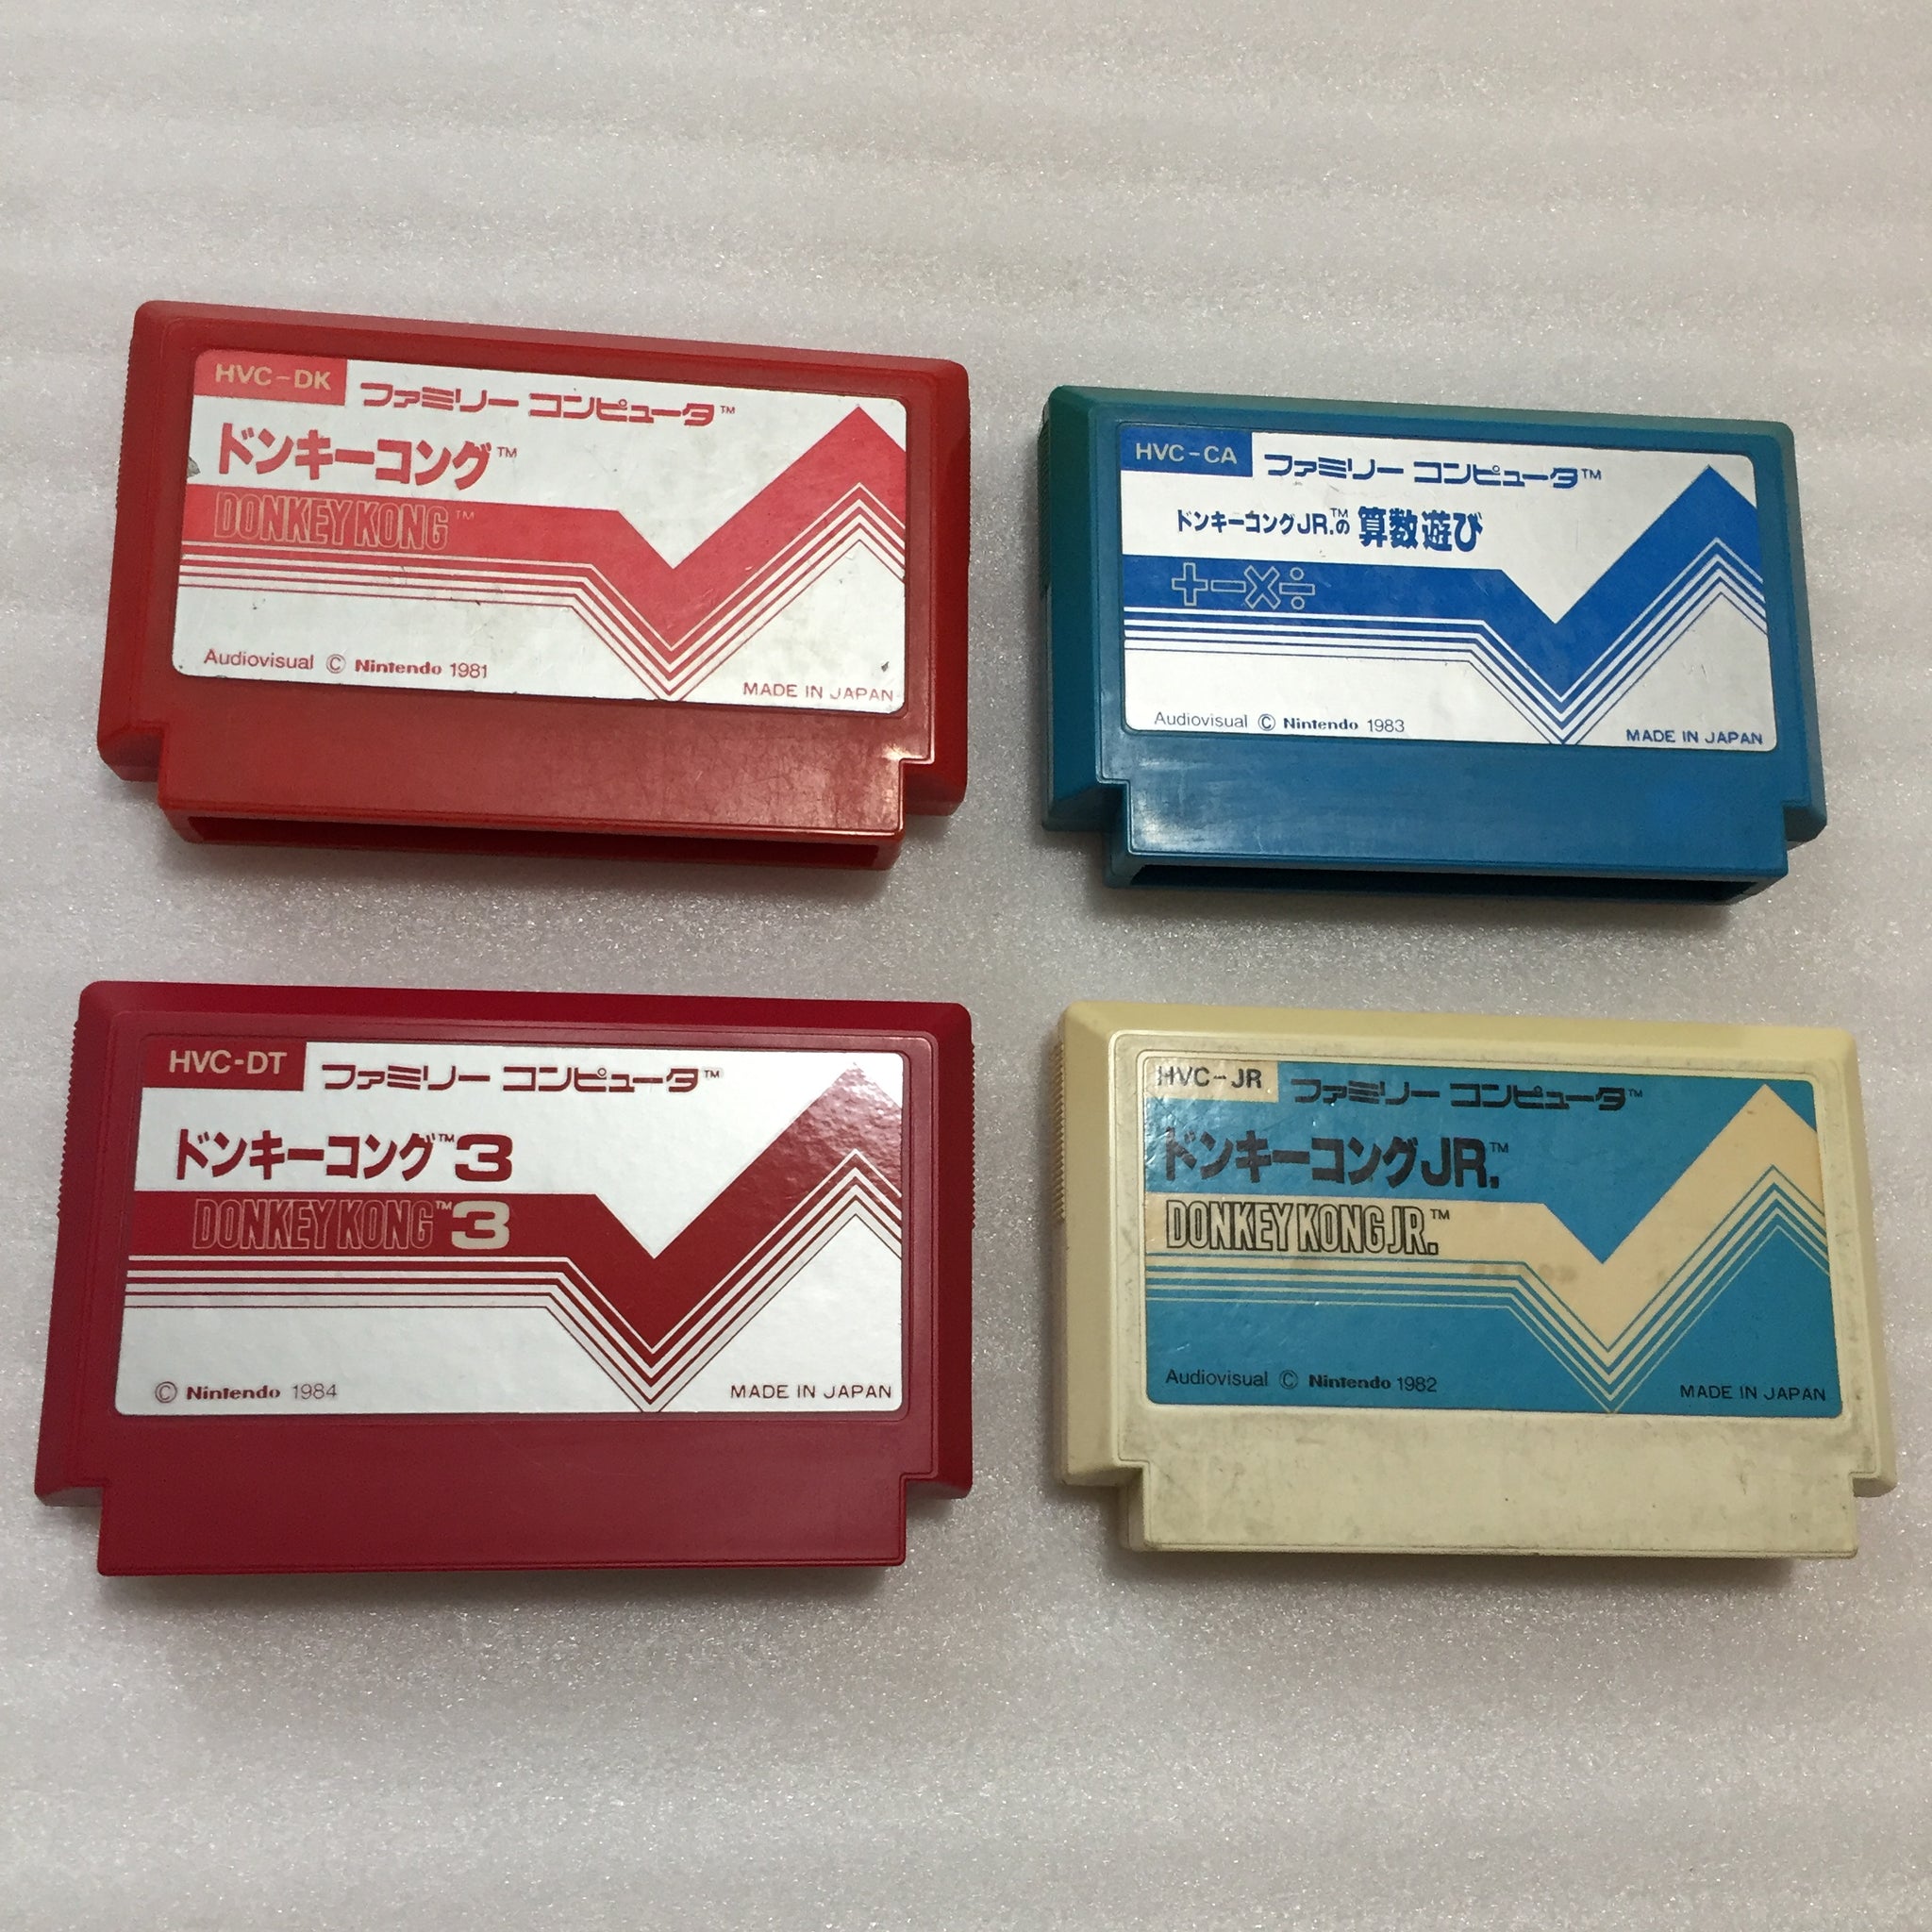 HVC-DK ファミリー コンピュータ™
ドンキーコング™
DONKEY KONG™
Audiovisual © Nintendo 1981
MADE IN JAPAN
HVC-CA ファミリー コンピュータ™
ドンキーコングJR.™の 算数遊び
+-×÷
Audiovisual © Nintendo 1983
MADE IN JAPAN
HVC-DT ファミリー コンピュータ™
ドンキーコング™3
DONKEY KONG™3
© Nintendo 1984
MADE IN JAPAN
HVC-JR ファミリー コンピュータ™
ドンキーコングJR.™
DONKEY KONG JR.™
Audiovisual © Nintendo 1982
MADE IN JAPAN